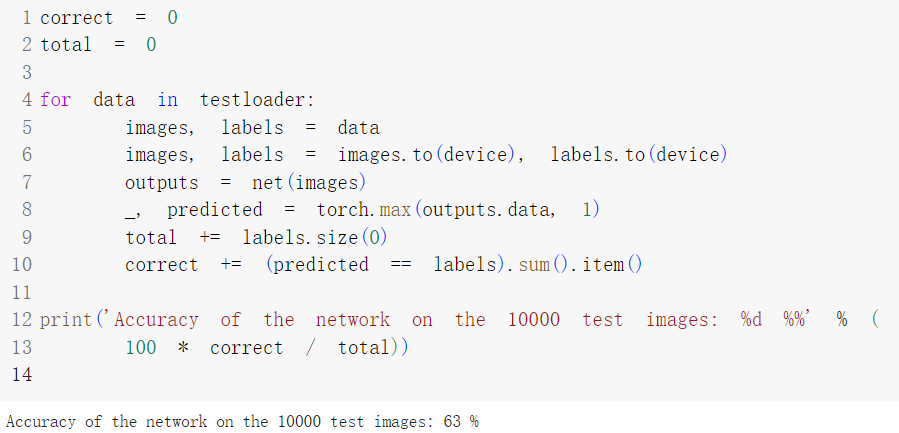 1 correct = 0
2 total = 0
3
4 for data in testloader:
5 images, labels = data
6 images, labels = images.to(device), labels.to(device)
7 outputs = net(images)
8 _, predicted = torch.max(outputs.data, 1)
9 total += labels.size(0)
10 correct += (predicted == labels).sum().item()
11
12 print('Accuracy of the network on the 10000 test images: %d %%' % (
13 100 * correct / total))
14
Accuracy of the network on the 10000 test images: 63 %